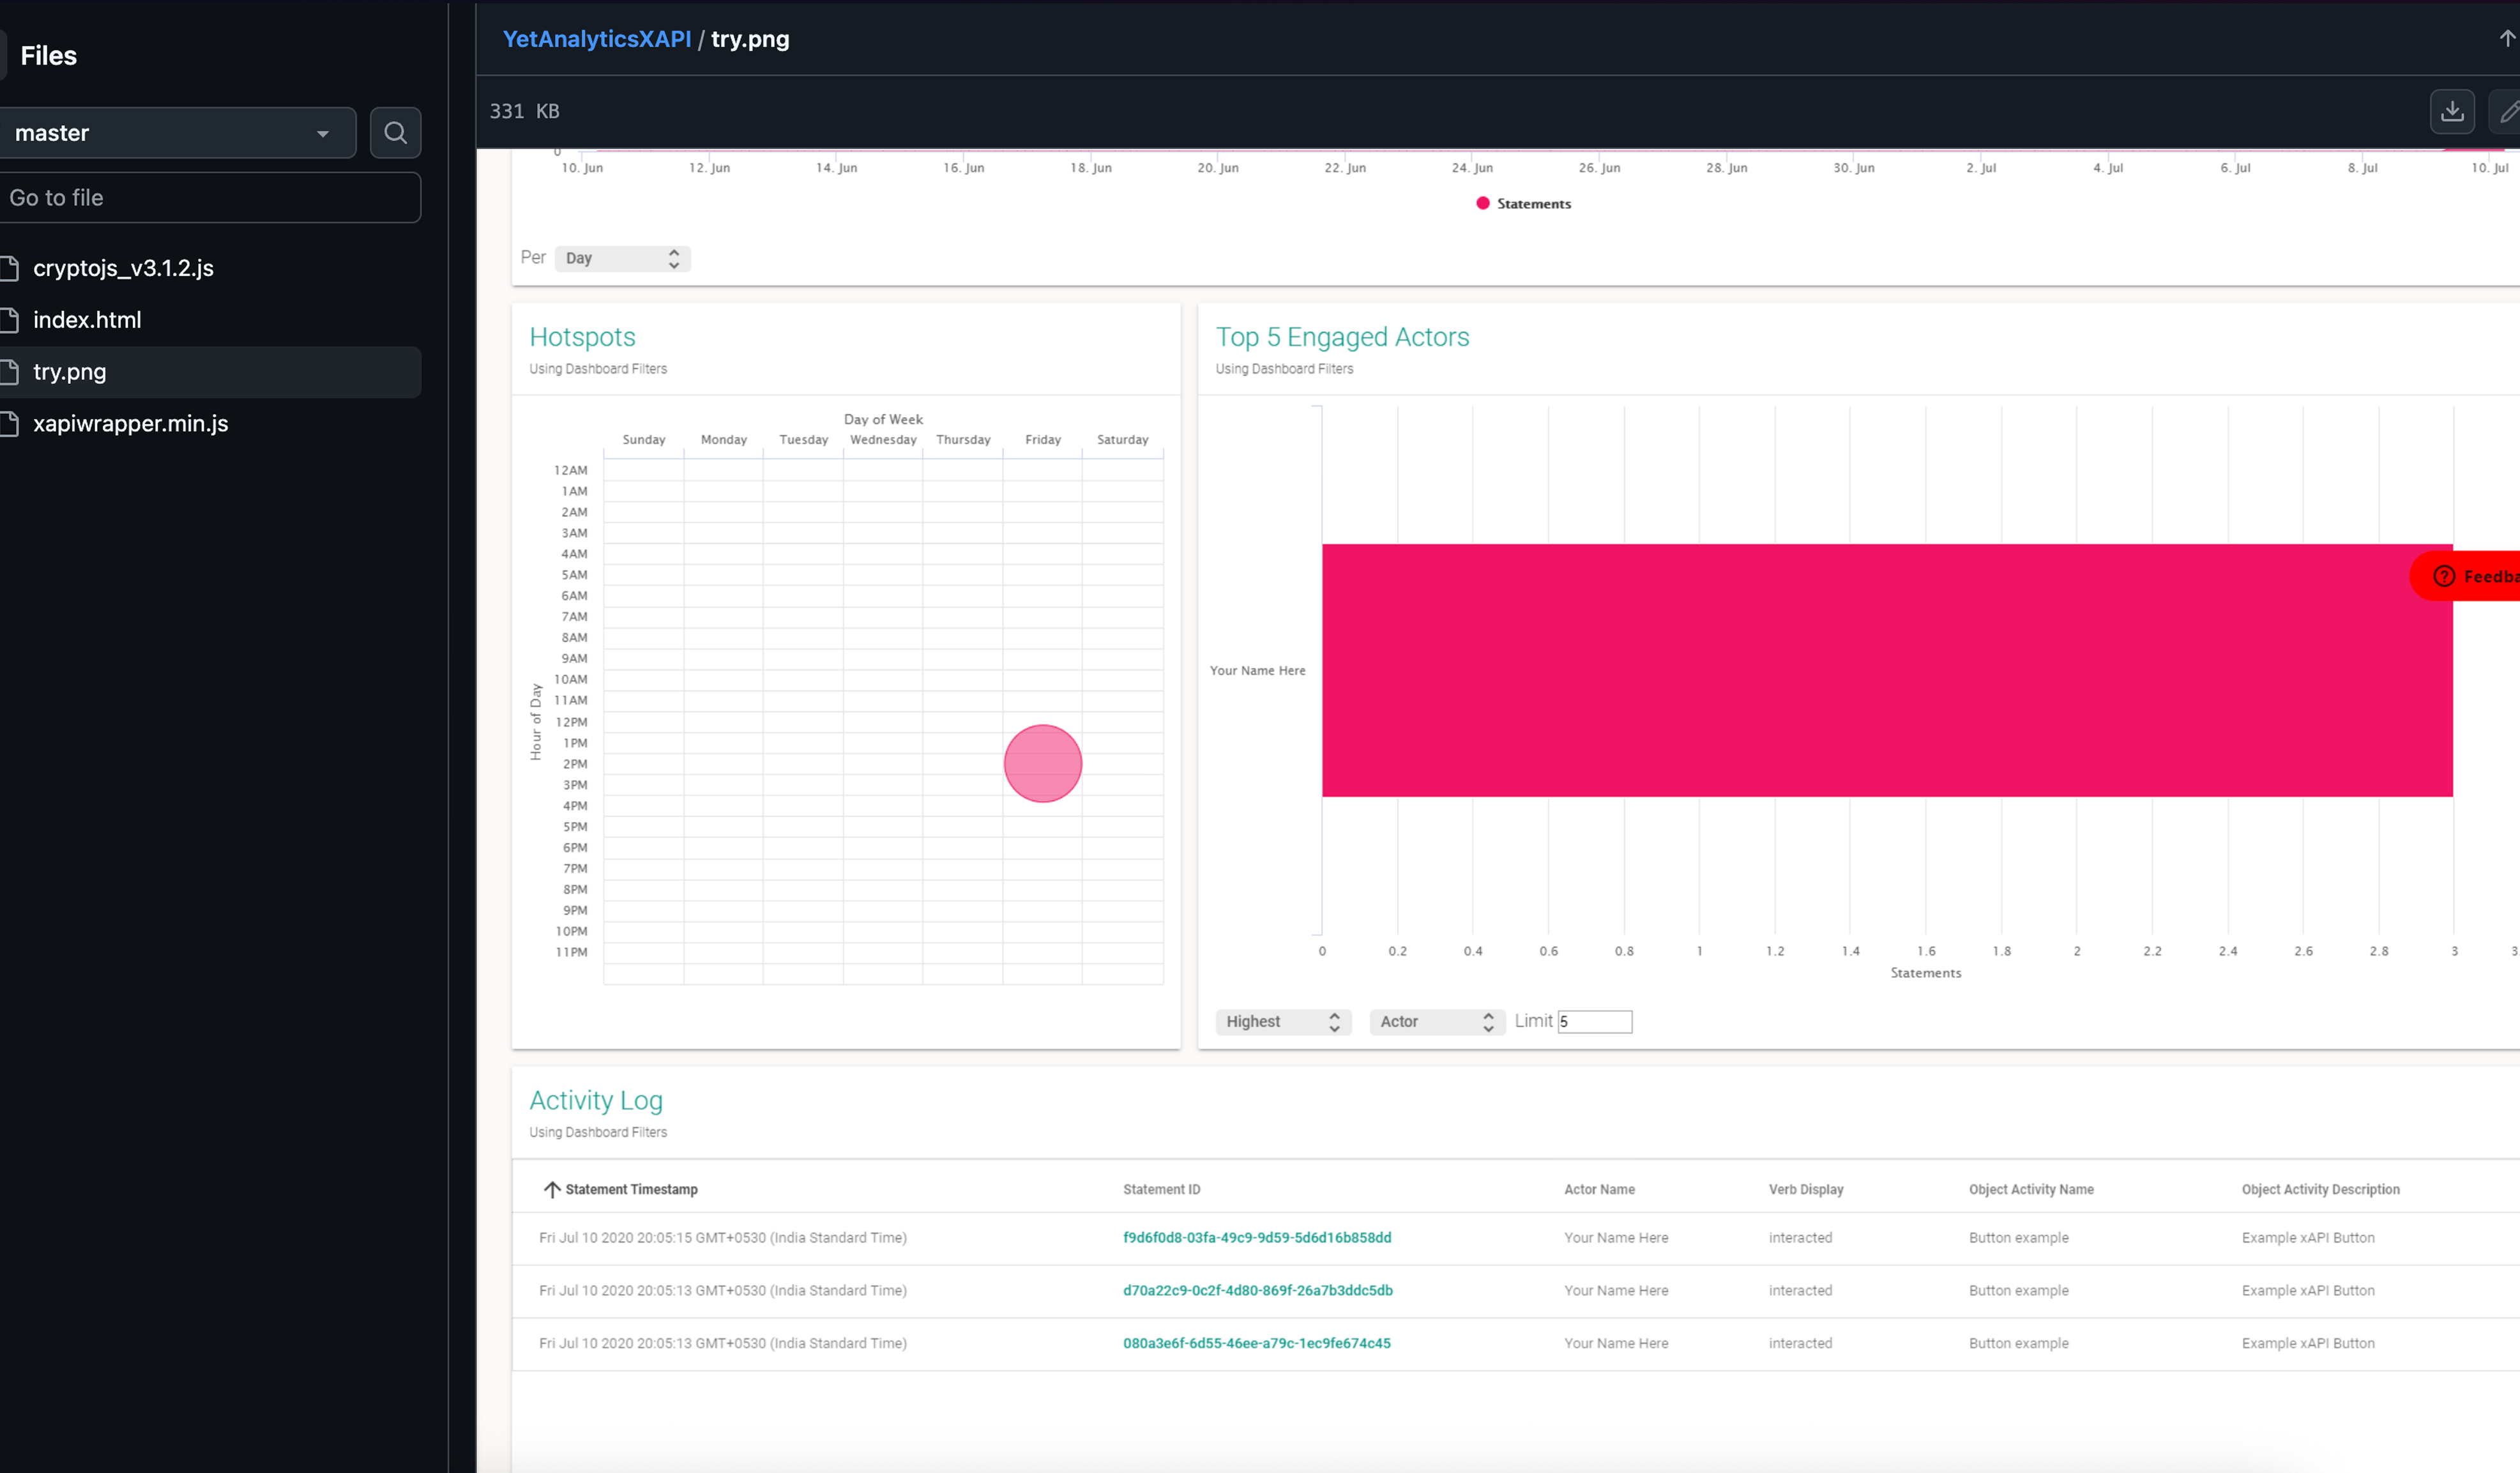 Files
master
Go to file
cryptojs_v3.1.2.js
index.html
try.png
xapiwrapper.min.js
YetAnalyticsXAPI / try.png
331 KB
0
10. Jun 12. Jun 14. Jun 16. Jun 18. Jun 20. Jun 22. Jun 24. Jun 26. Jun 28. Jun 30. Jun 2. Jul 4. Jul 6. Jul 8. Jul 10. Jul
Statements
Per Day
Hotspots
Using Dashboard Filters
Day of Week
Sunday Monday Tuesday Wednesday Thursday Friday Saturday
Hour of Day
12AM
1AM
2AM
3AM
4AM
5AM
6AM
7AM
8AM
9AM
10AM
11AM
12PM
1PM
2PM
3PM
4PM
5PM
6PM
7PM
8PM
9PM
10PM
11PM
Top 5 Engaged Actors
Using Dashboard Filters
Your Name Here
Feedba
0 0.2 0.4 0.6 0.8 1 1.2 1.4 1.6 1.8 2 2.2 2.4 2.6 2.8 3 3.
Statements
Highest Actor Limit 5
Activity Log
Using Dashboard Filters
Statement Timestamp Statement ID Actor Name Verb Display Object Activity Name Object Activity Description
Fri Jul 10 2020 20:05:15 GMT+0530 (India Standard Time) f9d6f0d8-03fa-49c9-9d59-5d6d16b858dd Your Name Here interacted Button example Example xAPI Button
Fri Jul 10 2020 20:05:13 GMT+0530 (India Standard Time) d70a22c9-0c2f-4d80-869f-26a7b3ddc5db Your Name Here interacted Button example Example xAPI Button
Fri Jul 10 2020 20:05:13 GMT+0530 (India Standard Time) 080a3e6f-6d55-46ee-a79c-1ec9fe674c45 Your Name Here interacted Button example Example xAPI Button